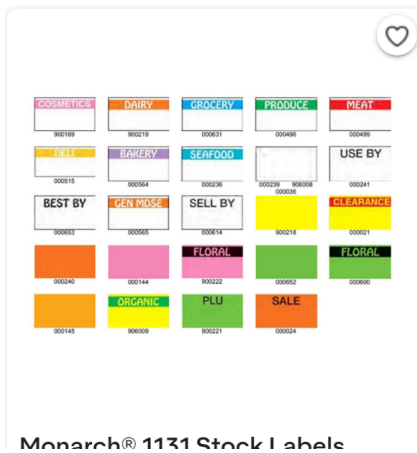 COSMETICS DAIRY GROCERY PRODUCE MEAT
900169 900219 000631 000496 000499
DELI BAKERY SEAFOOD USE BY
000515 000564 000236 000239 906008 000241
000036
BEST BY GEN MDSE SELL BY CLEARANCE
000653 000565 000614 900218 000021
FLORAL FLORAL
000240 000144 900222 000652 000600
ORGANIC PLU SALE
000145 906009 900221 000024
Monarch® 1131 Stock Labels